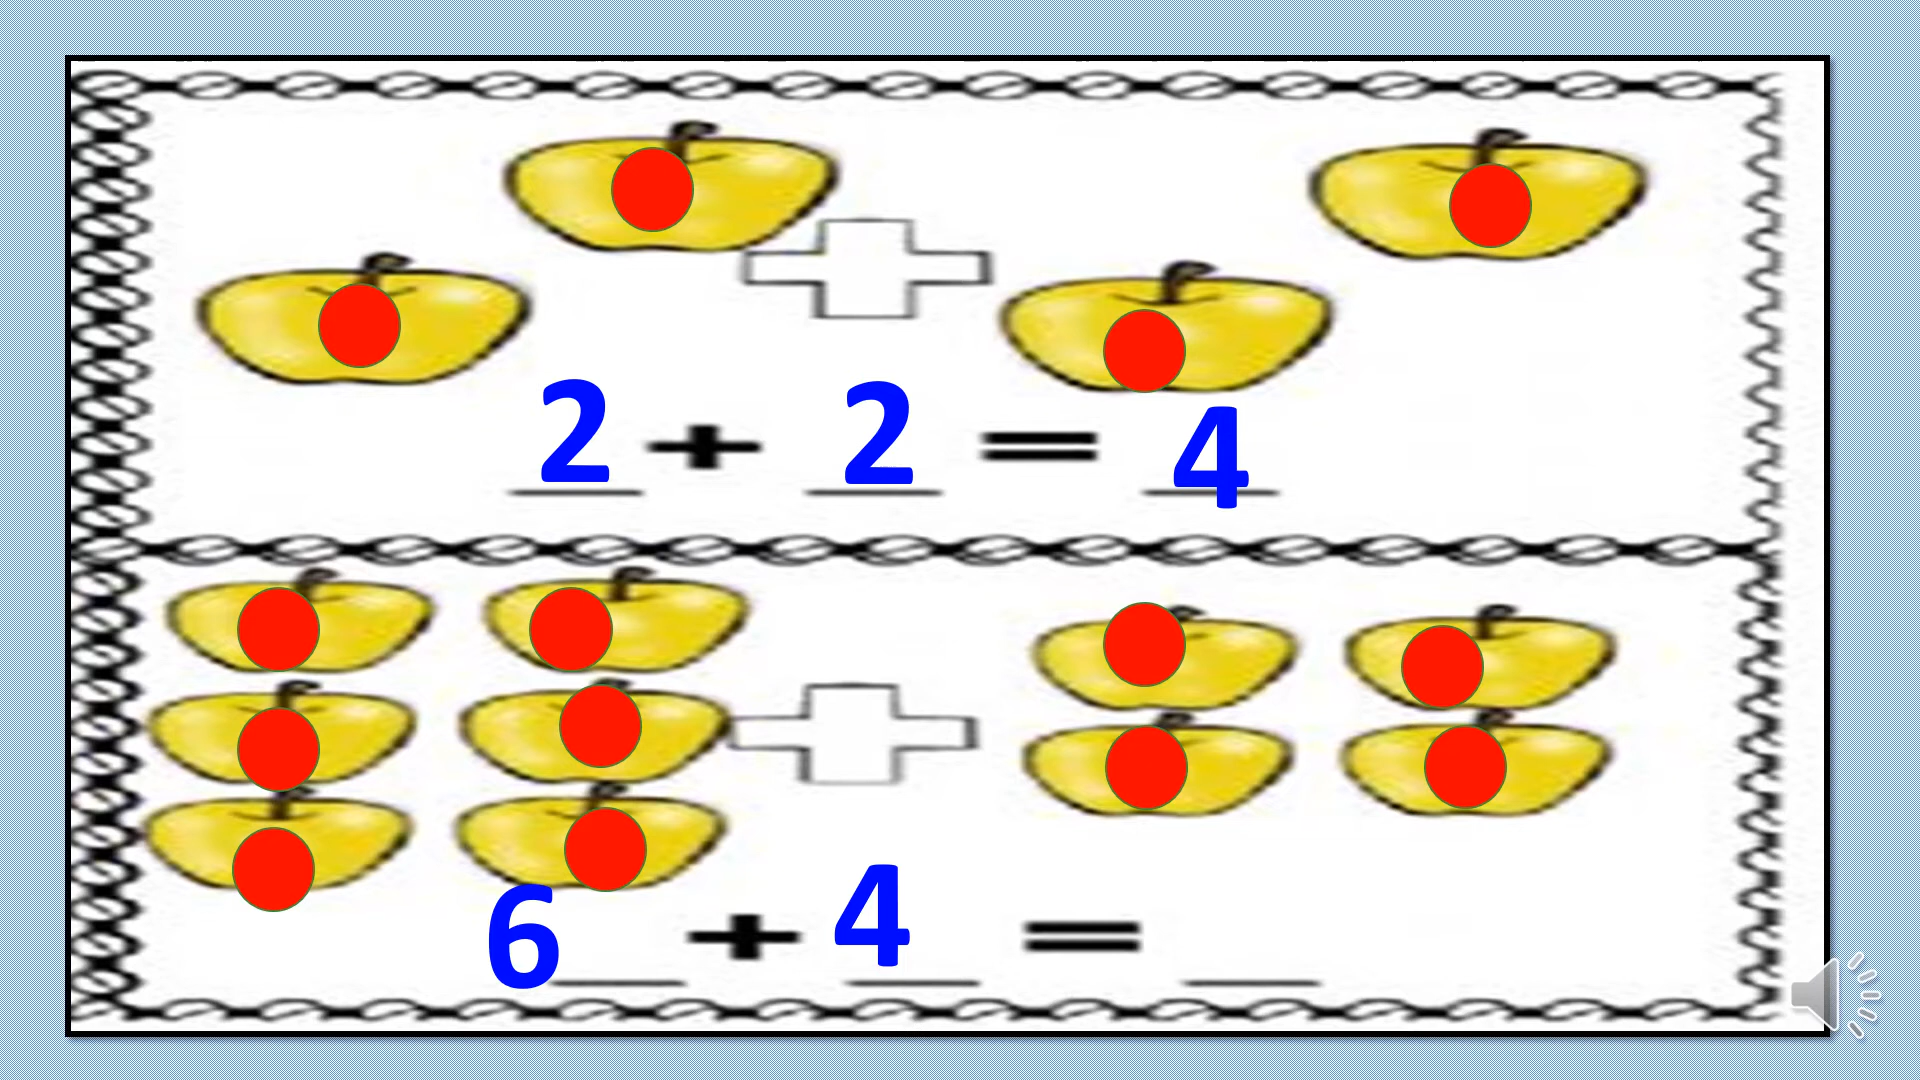 2 + 2 = 4
6 + 4 =